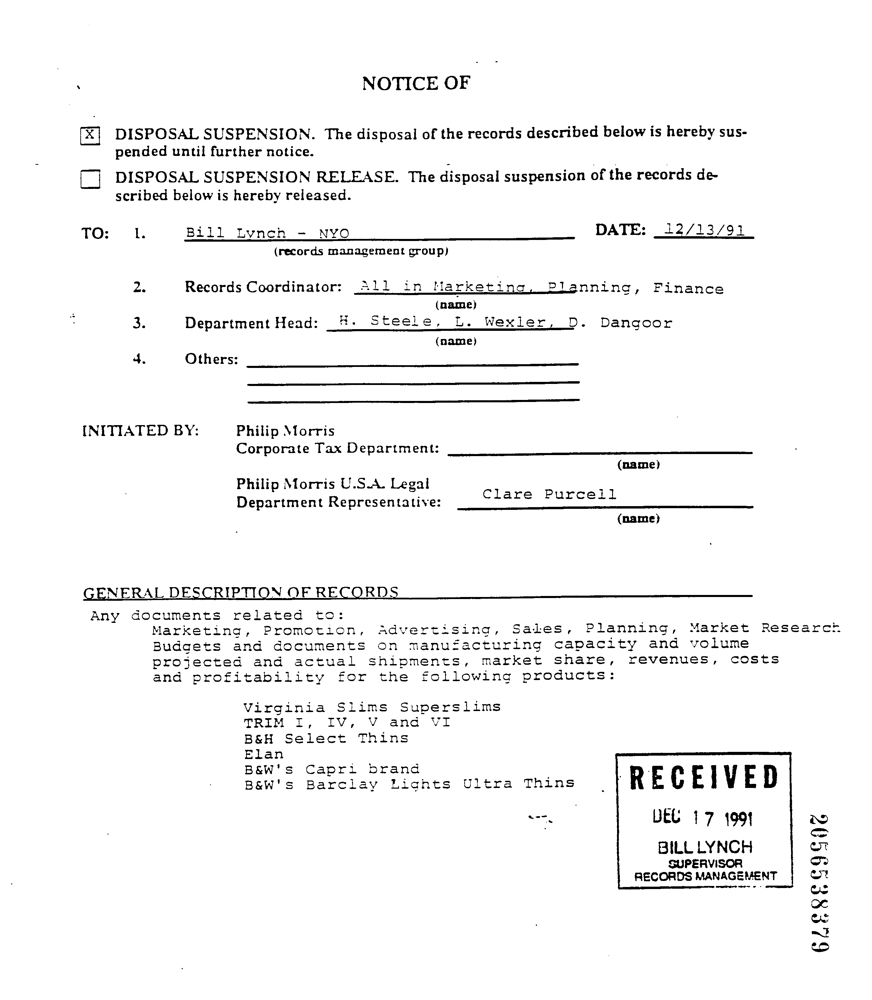 NOTICE OF
[X] DISPOSAL SUSPENSION. The disposal of the records described below is hereby sus-
pended until further notice.
[ ] DISPOSAL SUSPENSION RELEASE. The disposal suspension of the records de-
scribed below is hereby released.
TO: 1. Bill Lynch - NYO DATE: 12/13/91
(records management group)
2. Records Coordinator: All in Marketing, Planning, Finance
(name)
3. Department Head: H. Steele, L. Wexler, D. Dangoor
(name)
4. Others:
INITIATED BY: Philip Morris
Corporate Tax Department:
(name)
Philip Morris U.S.A. Legal
Department Representative: Clare Purcell
(name)
GENERAL DESCRIPTION OF RECORDS
Any documents related to:
Marketing, Promotion, Advertising, Sales, Planning, Market Research
Budgets and documents on manufacturing capacity and volume
projected and actual shipments, market share, revenues, costs
and profitability for the following products:
Virginia Slims Superslims
TRIM I, IV, V and VI
B&H Select Thins
Elan
B&W's Capri brand
B&W's Barclay Lights Ultra Thins
RECEIVED
DEC 17 1991
BILL LYNCH
SUPERVISOR
RECORDS MANAGEMENT
2056538379